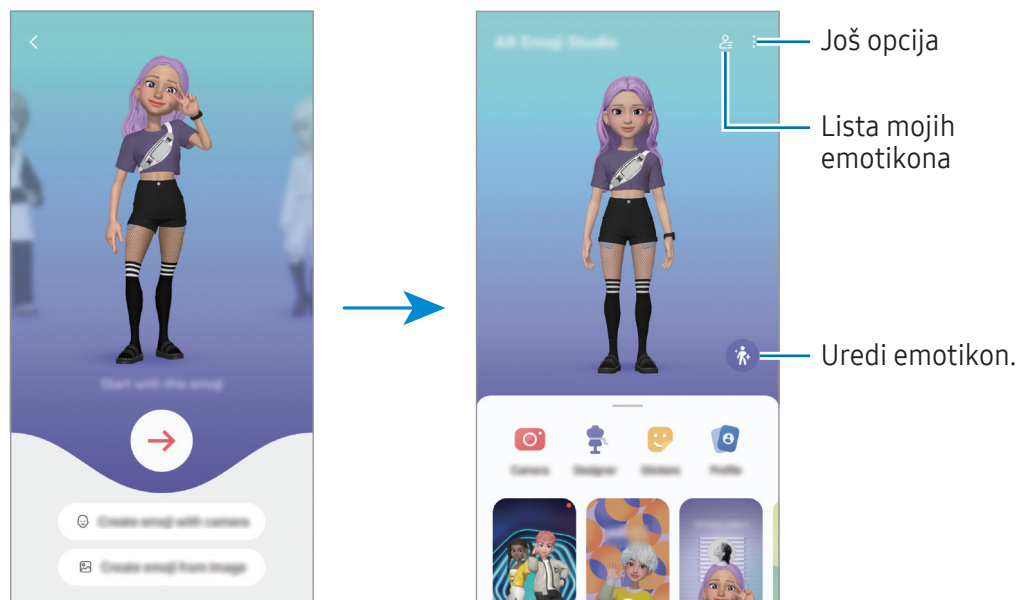 AR Emoji Studio
Još opcija
Lista mojih
emotikona
Uredi emotikon.
Start with this emoji
Camera
Designer
Stickers
Profile
Create emoji with camera
Create emoji from image